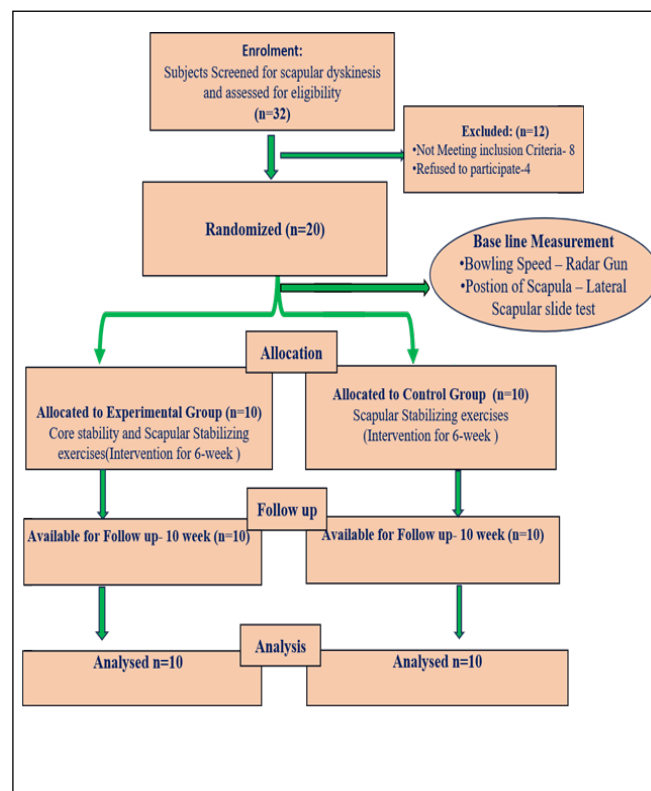 Enrolment:
Subjects Screened for scapular dyskinesis
and assessed for eligibility
(n=32)
Excluded: (n=12)
•Not Meeting inclusion Criteria- 8
•Refused to participate-4
Randomized (n=20)
Base line Measurement
•Bowling Speed – Radar Gun
•Postion of Scapula – Lateral
Scapular slide test
Allocation
Allocated to Experimental Group (n=10)
Core stability and Scapular Stabilizing
exercises(Intervention for 6-week )
Allocated to Control Group (n=10)
Scapular Stabilizing exercises
(Intervention for 6-week )
Follow up
Available for Follow up- 10 week (n=10)
Available for Follow up- 10 week (n=10)
Analysis
Analysed n=10
Analysed n=10